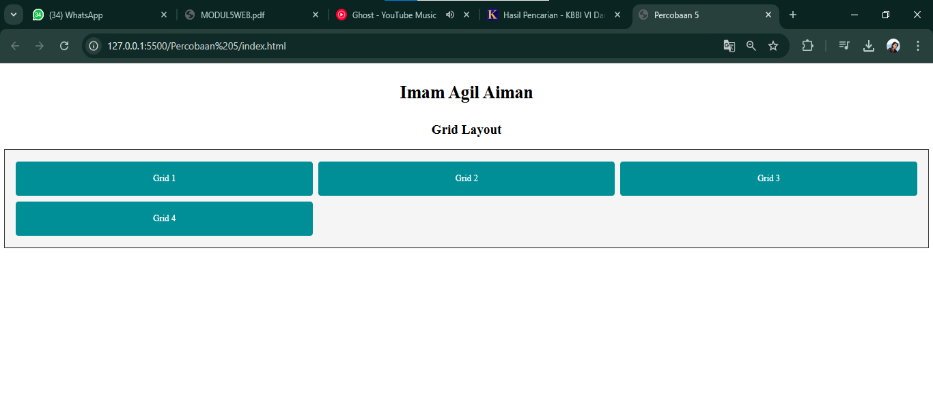 (34) WhatsApp
MODUL5WEB.pdf
Ghost - YouTube Music
Hasil Pencarian - KBBI VI Da
Percobaan 5
127.0.0.1:5500/Percobaan%205/index.html
Imam Agil Aiman
Grid Layout
Grid 1 Grid 2 Grid 3
Grid 4